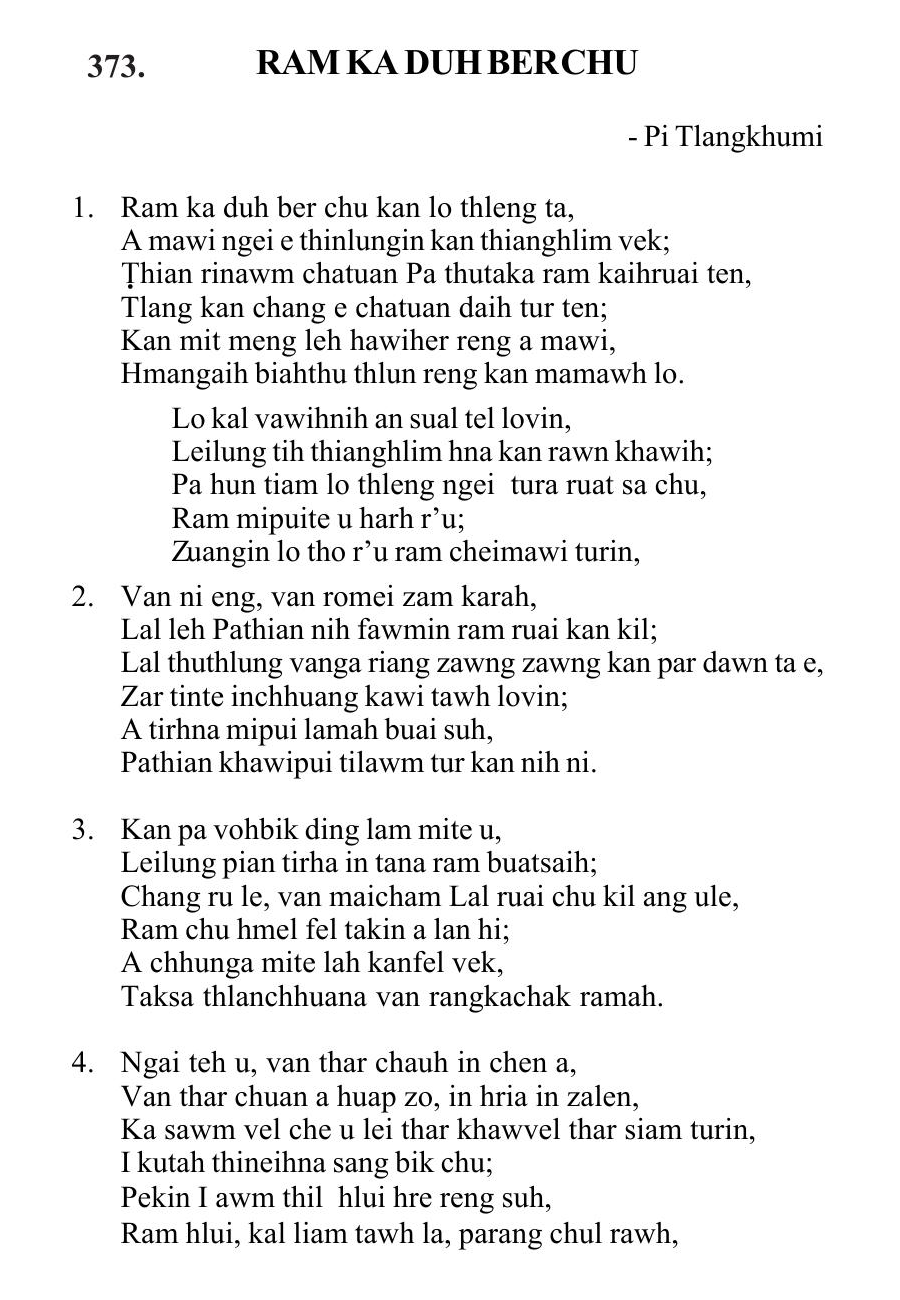 373. RAM KA DUH BER CHU
- Pi Tlangkhumi
1. Ram ka duh ber chu kan lo thleng ta,
A mawi ngei e thinlungin kan thianghlim vek;
Ṭhian rinawm chatuan Pa thutaka ram kaihruai ten,
Tlang kan chang e chatuan daih tur ten;
Kan mit meng leh hawiher reng a mawi,
Hmangaih biahthu thlun reng kan mamawh lo.
Lo kal vawihnih an sual tel lovin,
Leilung tih thianghlim hna kan rawn khawih;
Pa hun tiam lo thleng ngei tura ruat sa chu,
Ram mipuite u harh r’u;
Zuangin lo tho r’u ram cheimawi turin,
2. Van ni eng, van romei zam karah,
Lal leh Pathian nih fawmin ram ruai kan kil;
Lal thuthlung vanga riang zawng zawng kan par dawn ta e,
Zar tinte inchhuang kawi tawh lovin;
A tirhna mipui lamah buai suh,
Pathian khawipui tilawm tur kan nih ni.
3. Kan pa vohbik ding lam mite u,
Leilung pian tirha in tana ram buatsaih;
Chang ru le, van maicham Lal ruai chu kil ang ule,
Ram chu hmel fel takin a lan hi;
A chhunga mite lah kanfel vek,
Taksa thlanchhuana van rangkachak ramah.
4. Ngai teh u, van thar chauh in chen a,
Van thar chuan a huap zo, in hria in zalen,
Ka sawm vel che u lei thar khawvel thar siam turin,
I kutah thineihna sang bik chu;
Pekin I awm thil hlui hre reng suh,
Ram hlui, kal liam tawh la, parang chul rawh,